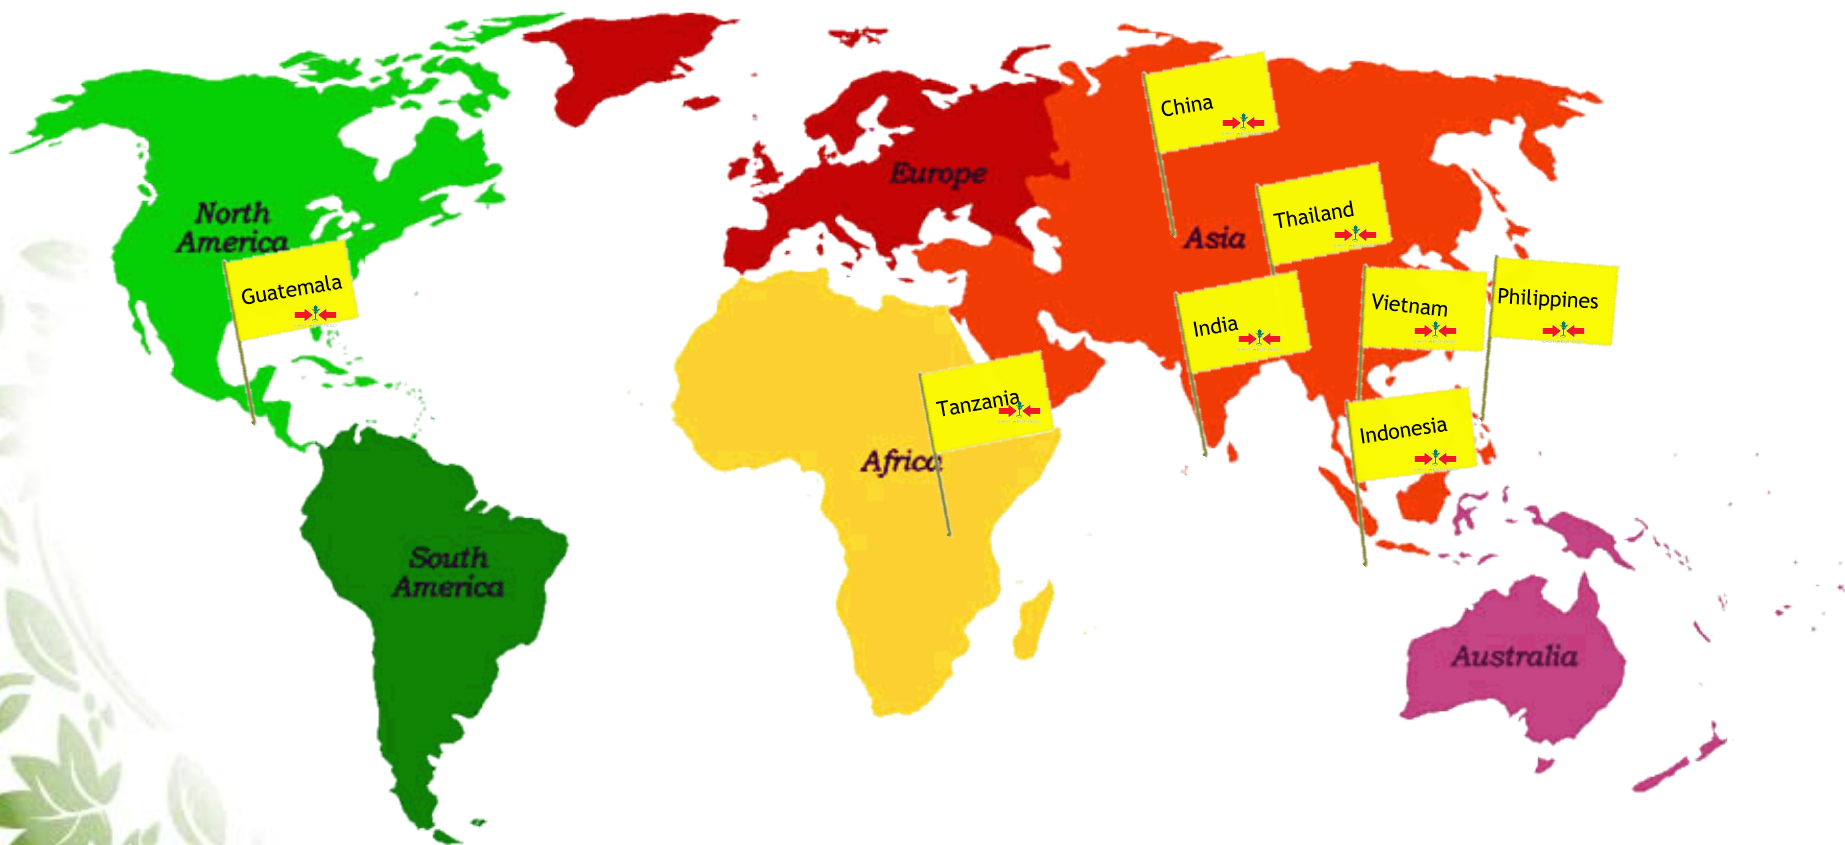 North
America
Guatemala
South
America
Europe
Africa
Tanzania
Asia
China
Thailand
India
Vietnam
Philippines
Indonesia
Australia